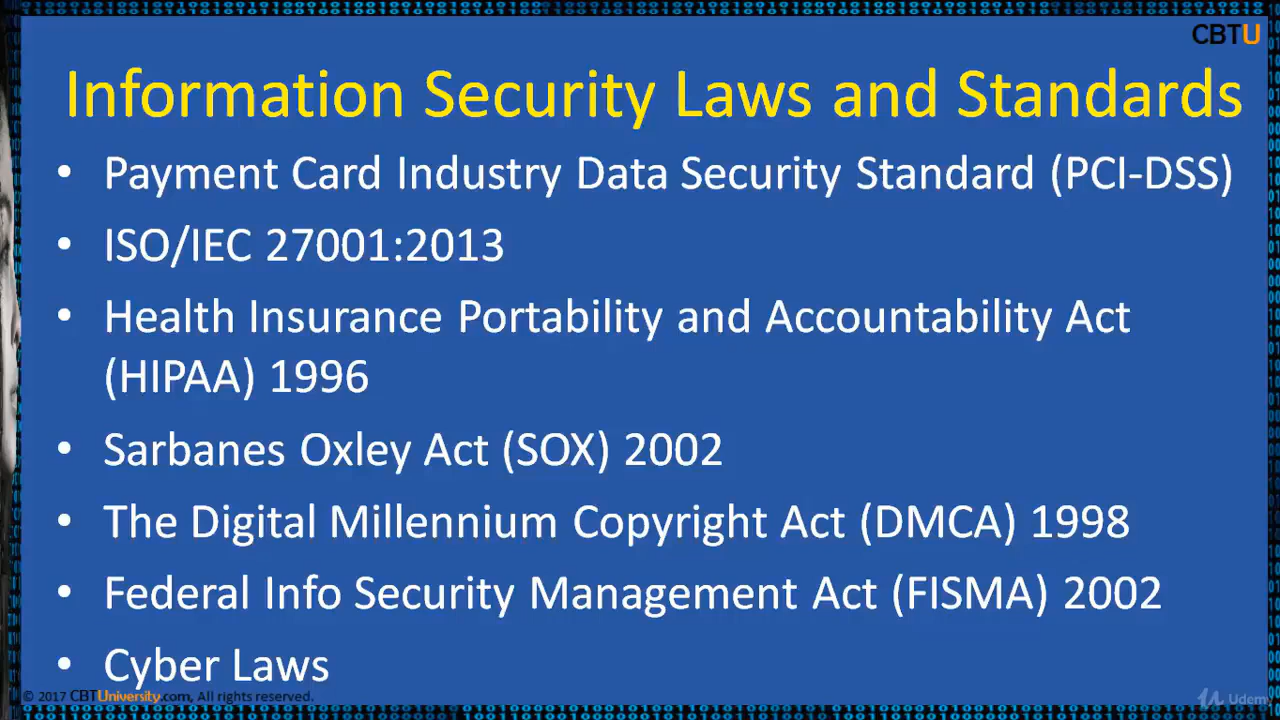 CBTU
Information Security Laws and Standards
• Payment Card Industry Data Security Standard (PCI-DSS)
• ISO/IEC 27001:2013
• Health Insurance Portability and Accountability Act
(HIPAA) 1996
• Sarbanes Oxley Act (SOX) 2002
• The Digital Millennium Copyright Act (DMCA) 1998
• Federal Info Security Management Act (FISMA) 2002
• Cyber Laws
© 2017 CBTUniversity.com, All rights reserved.
Udemy